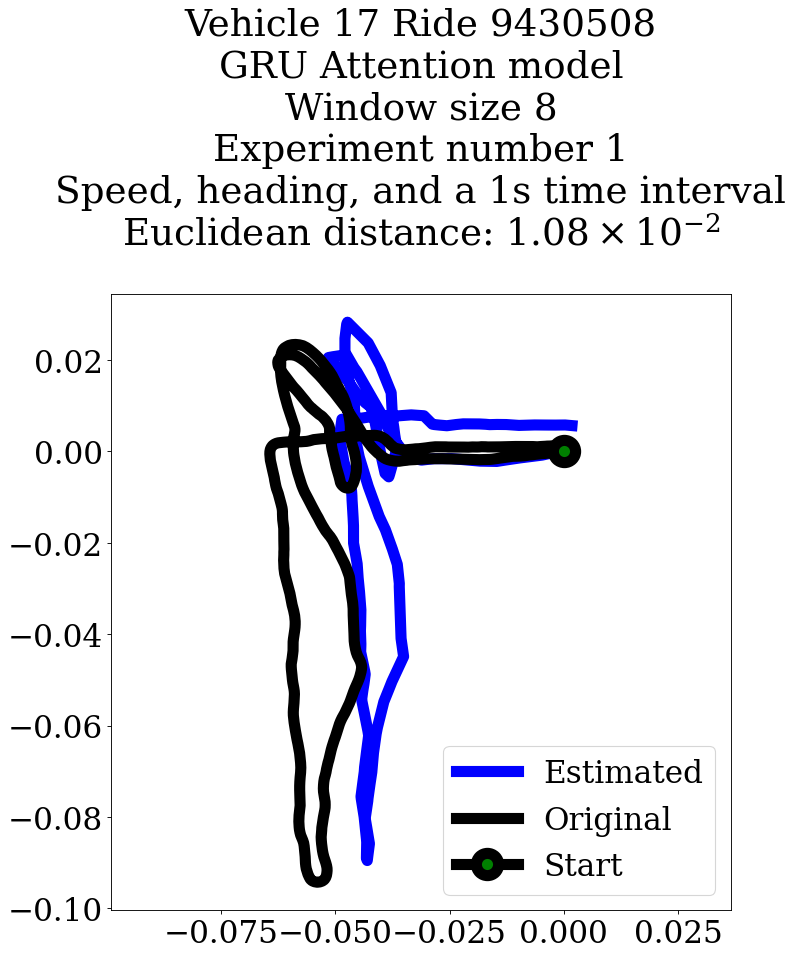 Vehicle 17 Ride 9430508
GRU Attention model
Window size 8
Experiment number 1
Speed, heading, and a 1s time interval
Euclidean distance: 1.08 × 10⁻²
0.02
0.00
−0.02
−0.04
−0.06
−0.08
−0.10
Estimated
Original
Start
−0.075 −0.050 −0.025 0.000 0.025